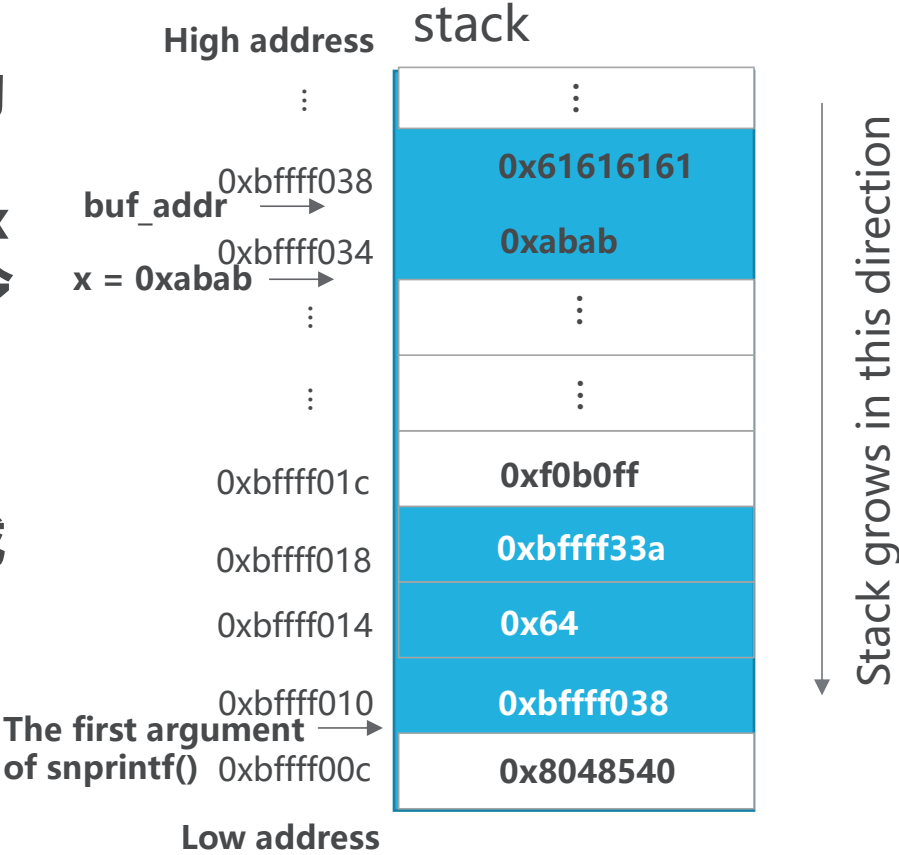 stack
High address
⋮ ⋮
0xbffff038 0x61616161
buf_addr
0xbffff034 0xabab
x = 0xabab
⋮ ⋮
⋮ ⋮
0xbffff01c 0xf0b0ff
0xbffff018 0xbffff33a
0xbffff014 0x64
0xbffff010 0xbffff038
The first argument
of snprintf() 0xbffff00c 0x8048540
Low address
Stack grows in this direction